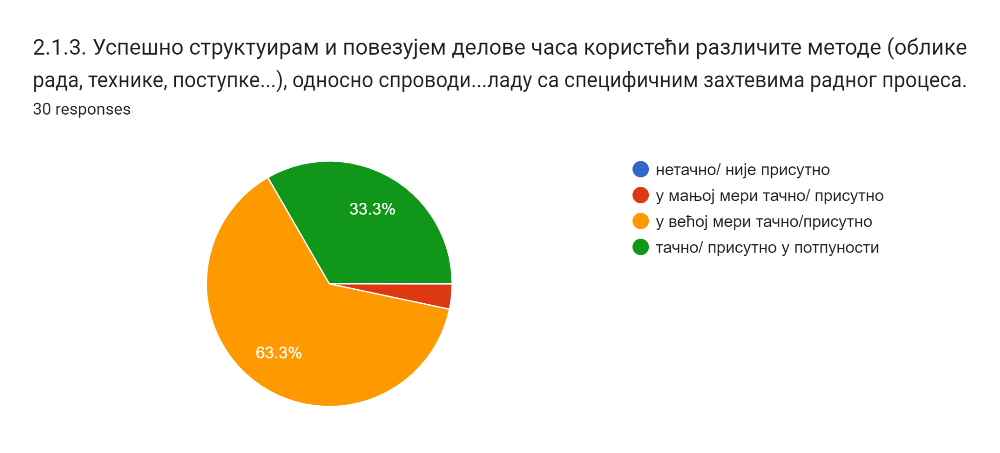 2.1.3. Успешно структуирам и повезујем делове часа користећи различите методе (облике
рада, технике, поступке...), односно спроводи...ладу са специфичним захтевима радног процеса.
30 responses
33.3%
63.3%
нетачно/ није присутно
у мањој мери тачно/ присутно
у већој мери тачно/присутно
тачно/ присутно у потпуности